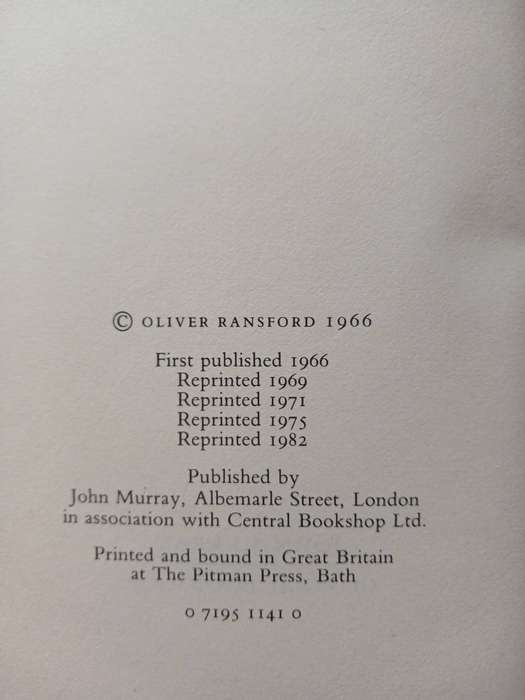 © OLIVER RANSFORD 1966
First published 1966
Reprinted 1969
Reprinted 1971
Reprinted 1975
Reprinted 1982
Published by
John Murray, Albemarle Street, London
in association with Central Bookshop Ltd.
Printed and bound in Great Britain
at The Pitman Press, Bath
0 7195 1141 0